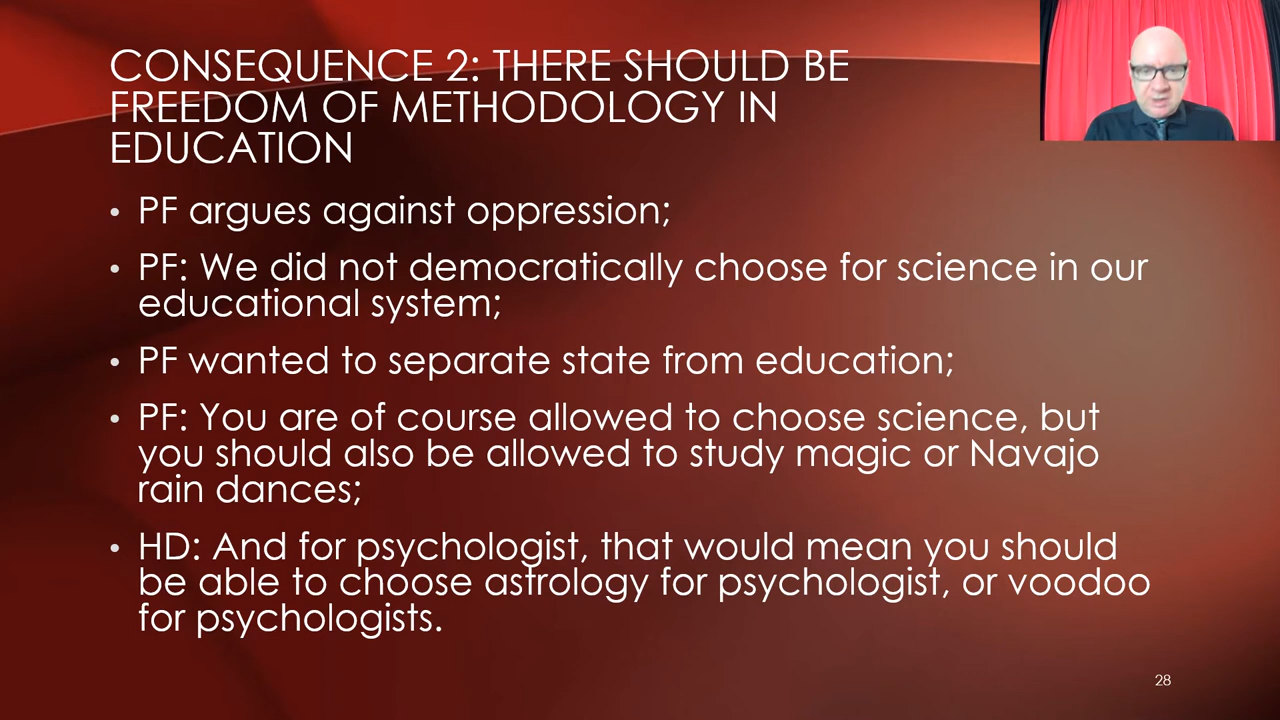 CONSEQUENCE 2: THERE SHOULD BE
FREEDOM OF METHODOLOGY IN
EDUCATION
• PF argues against oppression;
• PF: We did not democratically choose for science in our
educational system;
• PF wanted to separate state from education;
• PF: You are of course allowed to choose science, but
you should also be allowed to study magic or Navajo
rain dances;
• HD: And for psychologist, that would mean you should
be able to choose astrology for psychologist, or voodoo
for psychologists.
28